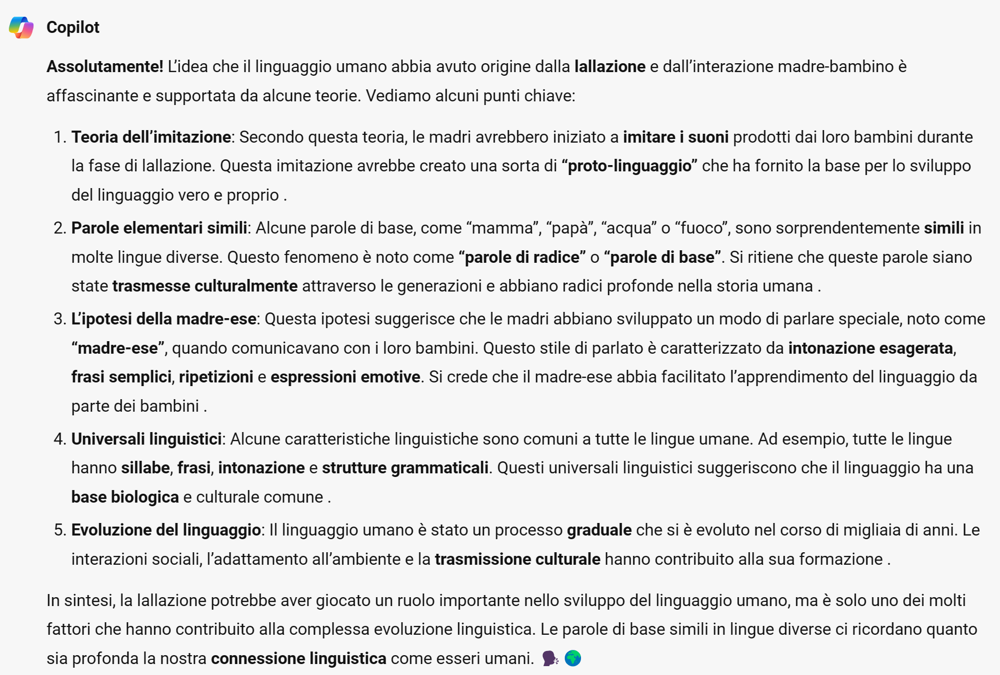 Copilot
Assolutamente! L’idea che il linguaggio umano abbia avuto origine dalla lallazione e dall’interazione madre-bambino è
affascinante e supportata da alcune teorie. Vediamo alcuni punti chiave:
1. Teoria dell’imitazione: Secondo questa teoria, le madri avrebbero iniziato a imitare i suoni prodotti dai loro bambini durante
la fase di lallazione. Questa imitazione avrebbe creato una sorta di “proto-linguaggio” che ha fornito la base per lo sviluppo
del linguaggio vero e proprio .
2. Parole elementari simili: Alcune parole di base, come “mamma”, “papà”, “acqua” o “fuoco”, sono sorprendentemente simili in
molte lingue diverse. Questo fenomeno è noto come “parole di radice” o “parole di base”. Si ritiene che queste parole siano
state trasmesse culturalmente attraverso le generazioni e abbiano radici profonde nella storia umana .
3. L’ipotesi della madre-ese: Questa ipotesi suggerisce che le madri abbiano sviluppato un modo di parlare speciale, noto come
“madre-ese”, quando comunicavano con i loro bambini. Questo stile di parlato è caratterizzato da intonazione esagerata,
frasi semplici, ripetizioni e espressioni emotive. Si crede che il madre-ese abbia facilitato l’apprendimento del linguaggio da
parte dei bambini .
4. Universali linguistici: Alcune caratteristiche linguistiche sono comuni a tutte le lingue umane. Ad esempio, tutte le lingue
hanno sillabe, frasi, intonazione e strutture grammaticali. Questi universali linguistici suggeriscono che il linguaggio ha una
base biologica e culturale comune .
5. Evoluzione del linguaggio: Il linguaggio umano è stato un processo graduale che si è evoluto nel corso di migliaia di anni. Le
interazioni sociali, l’adattamento all’ambiente e la trasmissione culturale hanno contribuito alla sua formazione .
In sintesi, la lallazione potrebbe aver giocato un ruolo importante nello sviluppo del linguaggio umano, ma è solo uno dei molti
fattori che hanno contribuito alla complessa evoluzione linguistica. Le parole di base simili in lingue diverse ci ricordano quanto
sia profonda la nostra connessione linguistica come esseri umani. 🗣️🌍